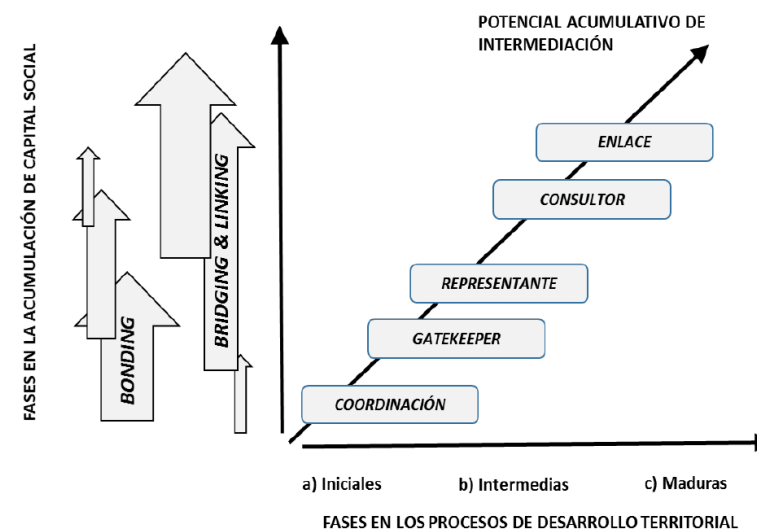 POTENCIAL ACUMULATIVO DE
INTERMEDIACIÓN
FASES EN LA ACUMULACIÓN DE CAPITAL SOCIAL
BONDING
BRIDGING & LINKING
ENLACE
CONSULTOR
REPRESENTANTE
GATEKEEPER
COORDINACIÓN
a) Iniciales
b) Intermedias
c) Maduras
FASES EN LOS PROCESOS DE DESARROLLO TERRITORIAL